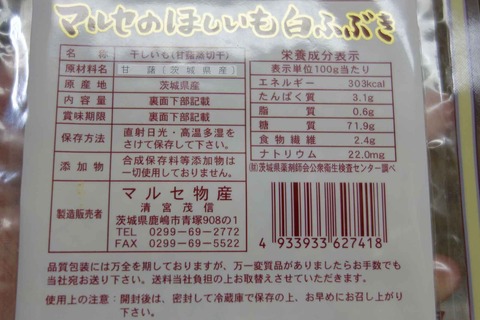 マルセのほしいも 白ふぶき
名称 干しいも(甘藷蒸切干)
原材料名 甘藷(茨城県産)
原産地 茨城県産
内容量 裏面下部記載
賞味期限 裏面下部記載
保存方法 直射日光・高温多湿を
さけて保存して下さい。
添加物 合成保存料等添加物は
一切使用しておりません。
製造販売者 マルセ物産
清宮茂信
茨城県鹿嶋市青塚908の1
TEL 0299-69-2772
FAX 0299-69-5522
栄養成分表示
表示単位100g当たり
エネルギー 303kcal
たんぱく質 3.1g
脂質 0.6g
糖質 71.9g
食物繊維 2.4g
ナトリウム 22.0mg
㈶茨城県薬剤師会公衆衛生検査センター調べ
4933933627418
品質包装には万全を期しておりますが、万一変質品がありましたらお手数でも
当社宛お送り下さい。送料当社負担の上お取替えさせていただきます。
使用上の注意:開封後は、密封して冷蔵庫で保存の上、お早めにお召し上がり
下さい。